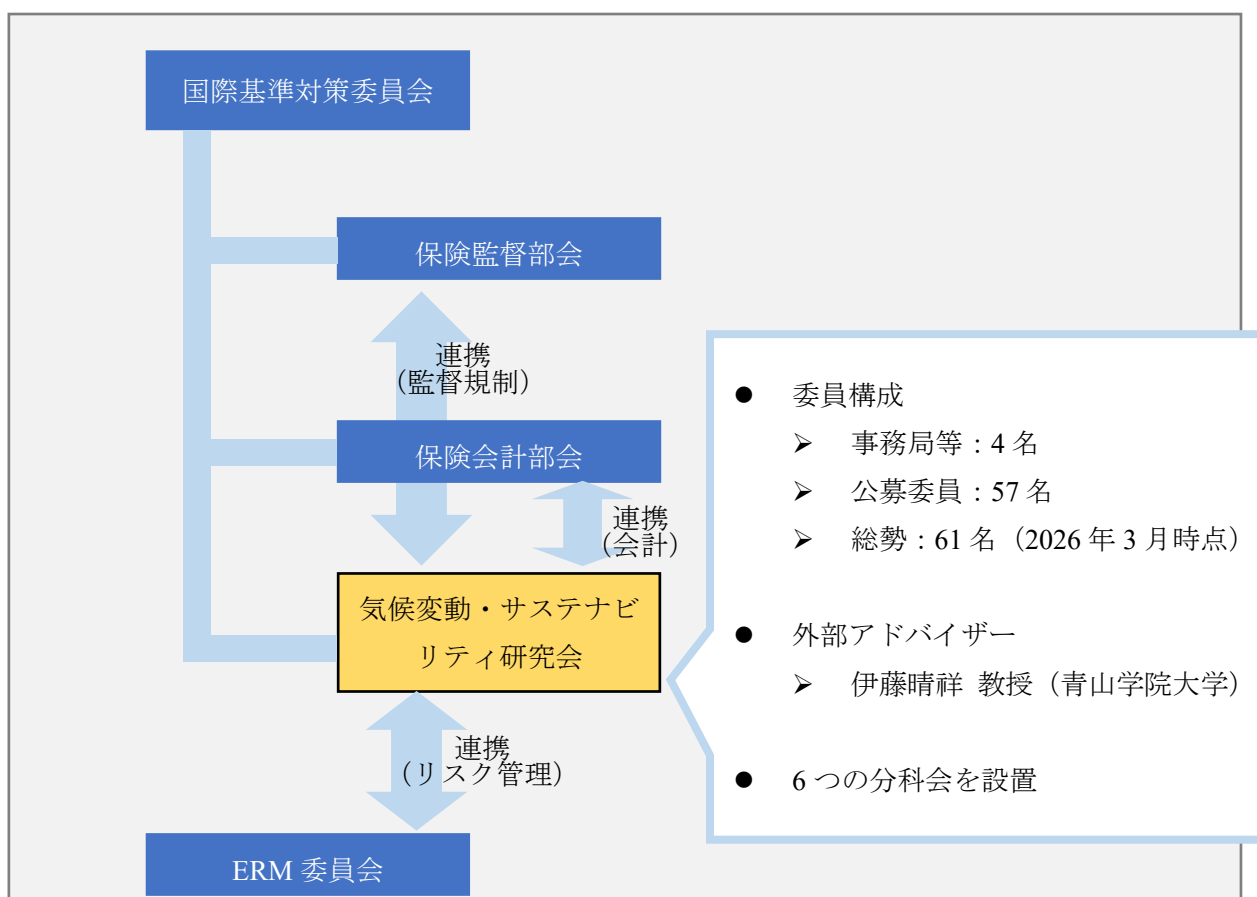 国際基準対策委員会
保険監督部会
連携
（監督規制）
保険会計部会
連携
（会計）
気候変動・サステナビ
リティ研究会
連携
（リスク管理）
ERM 委員会
● 委員構成
➢ 事務局等：4 名
➢ 公募委員：57 名
➢ 総勢：61 名（2026 年 3 月時点）
● 外部アドバイザー
➢ 伊藤晴祥 教授（青山学院大学）
● 6 つの分科会を設置